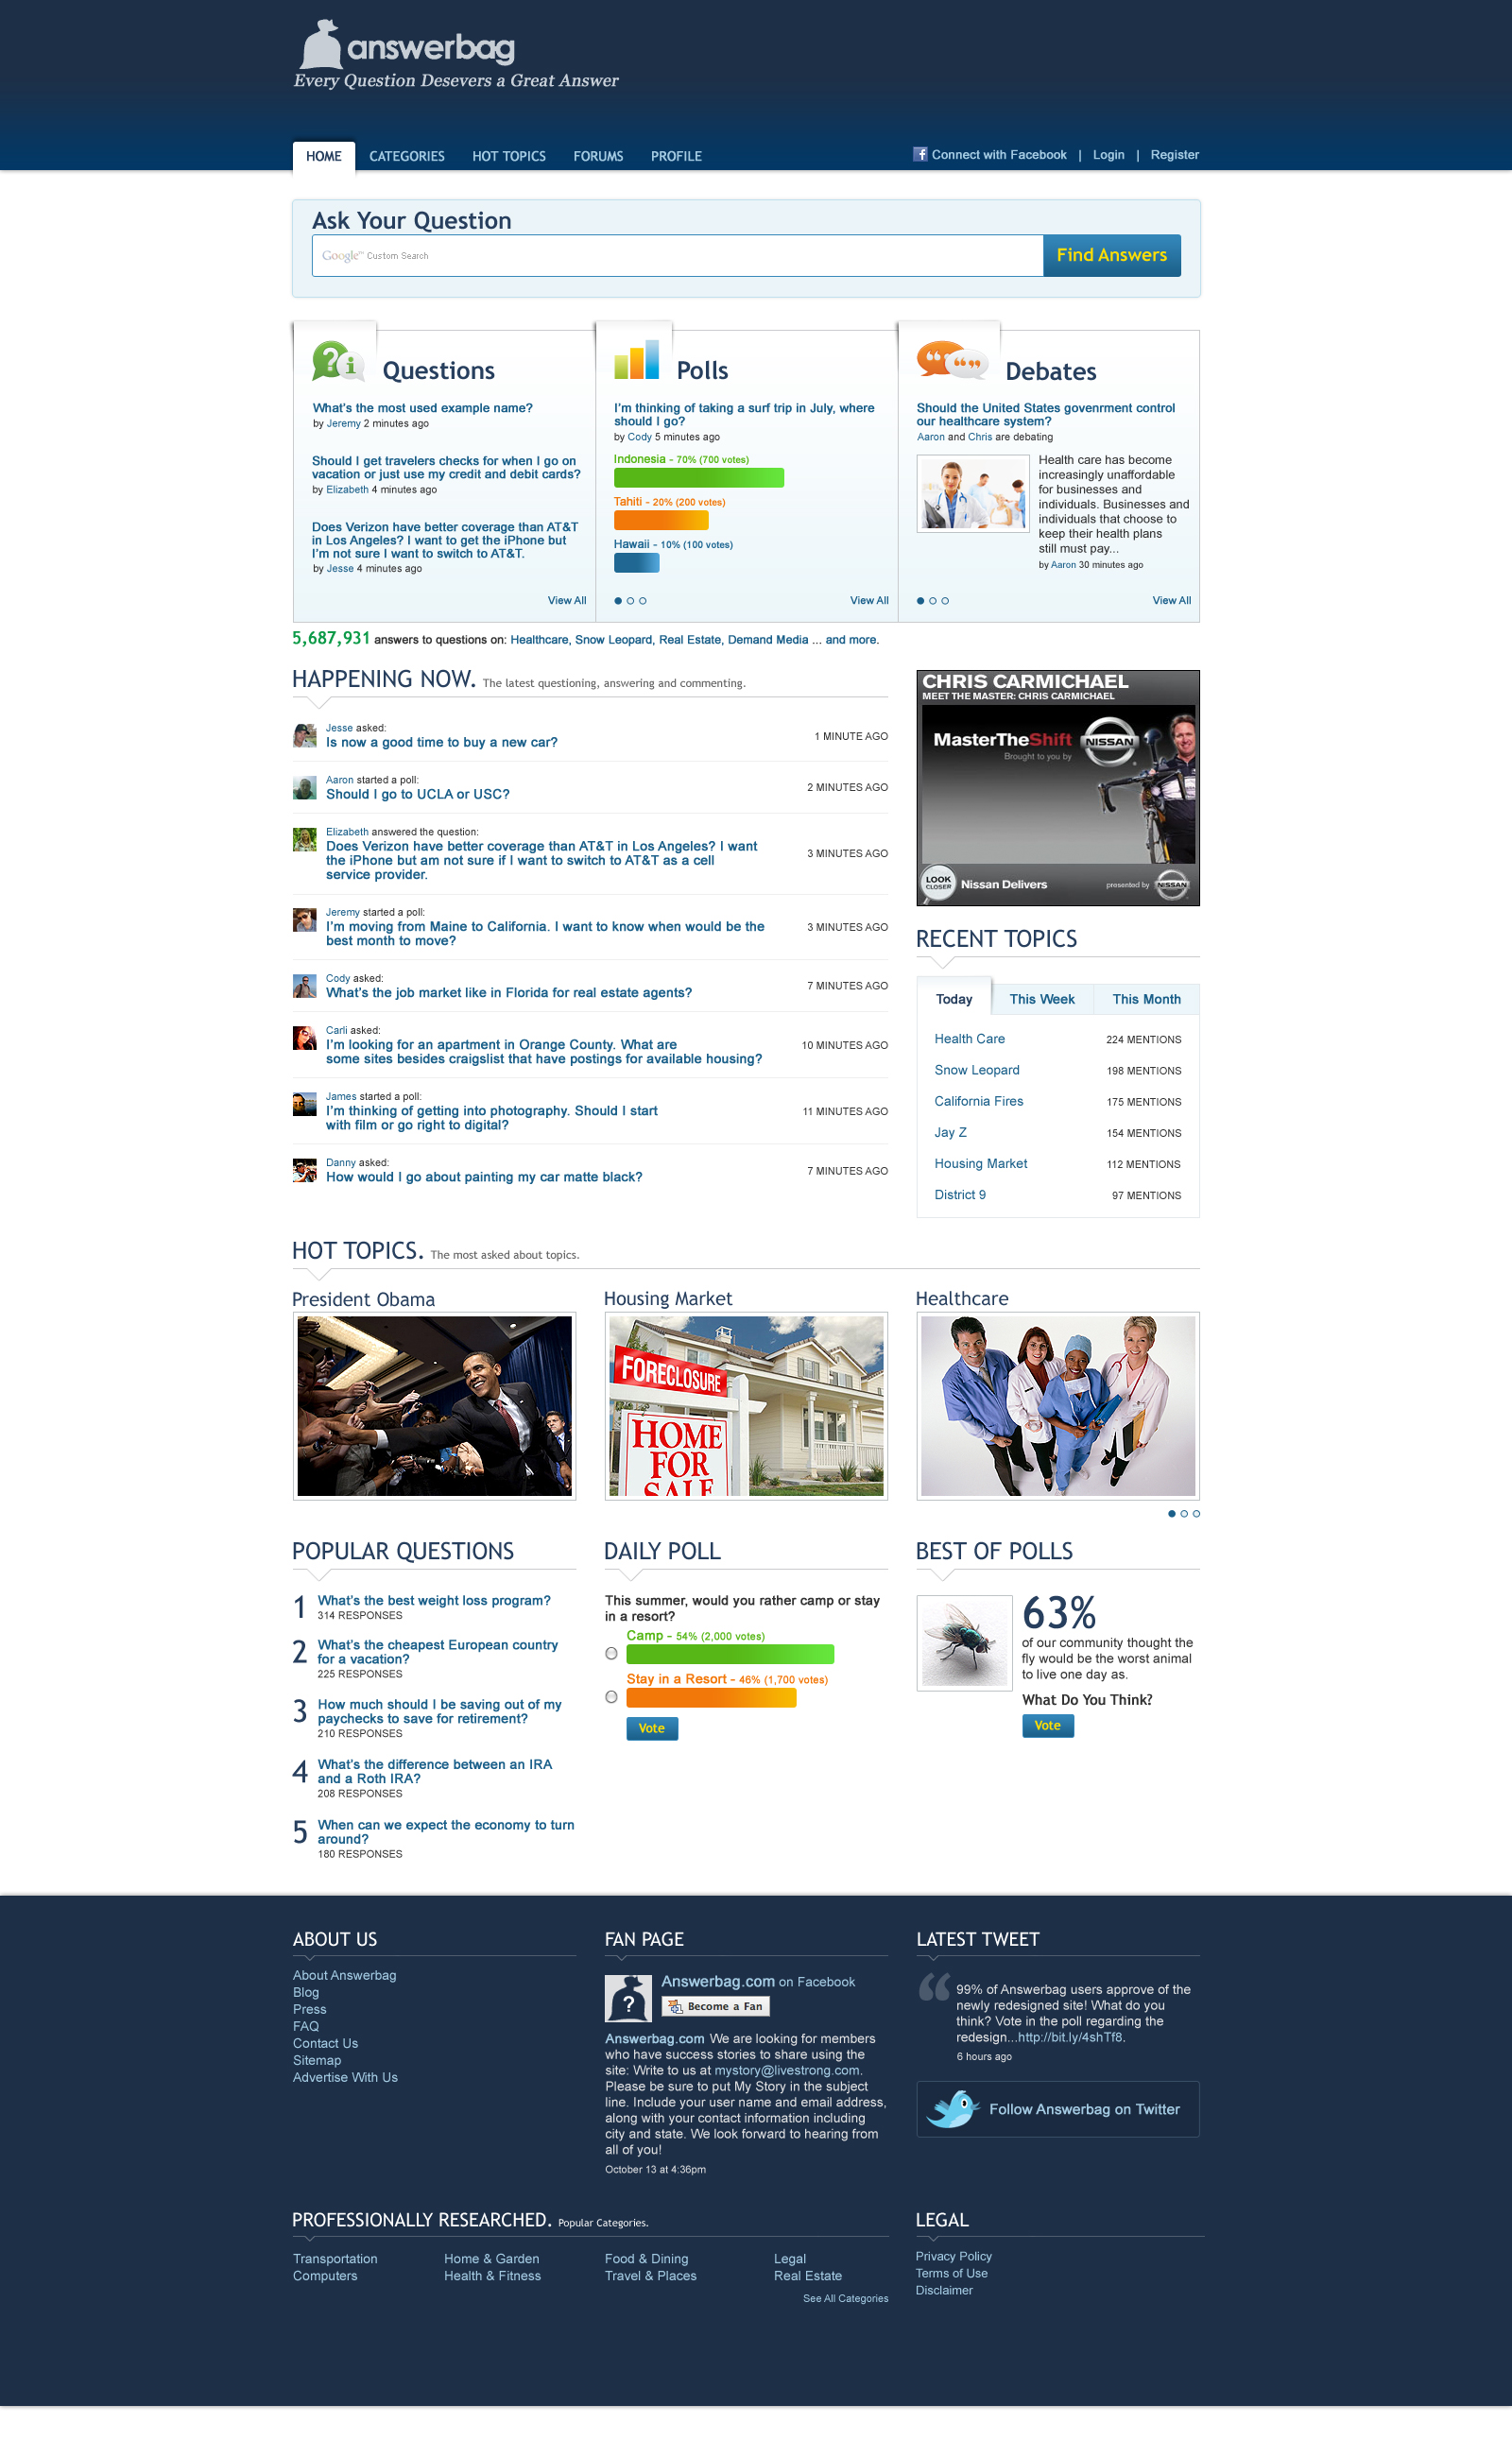 answerbag
Every Question Desevers a Great Answer
HOME CATEGORIES HOT TOPICS FORUMS PROFILE
Connect with Facebook | Login | Register
Ask Your Question
Google™ Custom Search
Find Answers
Questions
What's the most used example name?
by Jeremy 2 minutes ago
Should I get travelers checks for when I go on
vacation or just use my credit and debit cards?
by Elizabeth 4 minutes ago
Does Verizon have better coverage than AT&T
in Los Angeles? I want to get the iPhone but
I'm not sure I want to switch to AT&T.
by Jesse 4 minutes ago
View All
Polls
I'm thinking of taking a surf trip in July, where
should I go?
by Cody 5 minutes ago
Indonesia - 70% (700 votes)
Tahiti - 20% (200 votes)
Hawaii - 10% (100 votes)
View All
Debates
Should the United States govenrment control
our healthcare system?
Aaron and Chris are debating
Health care has become
increasingly unaffordable
for businesses and
individuals. Businesses and
individuals that choose to
keep their health plans
still must pay...
by Aaron 30 minutes ago
View All
5,687,931 answers to questions on: Healthcare, Snow Leopard, Real Estate, Demand Media ... and more.
HAPPENING NOW. The latest questioning, answering and commenting.
Jesse asked:
Is now a good time to buy a new car?
1 MINUTE AGO
Aaron started a poll:
Should I go to UCLA or USC?
2 MINUTES AGO
Elizabeth answered the question:
Does Verizon have better coverage than AT&T in Los Angeles? I want
the iPhone but am not sure if I want to switch to AT&T as a cell
service provider.
3 MINUTES AGO
Jeremy started a poll:
I'm moving from Maine to California. I want to know when would be the
best month to move?
3 MINUTES AGO
Cody asked:
What's the job market like in Florida for real estate agents?
7 MINUTES AGO
Carli asked:
I'm looking for an apartment in Orange County. What are
some sites besides craigslist that have postings for available housing?
10 MINUTES AGO
James started a poll:
I'm thinking of getting into photography. Should I start
with film or go right to digital?
11 MINUTES AGO
Danny asked:
How would I go about painting my car matte black?
7 MINUTES AGO
CHRIS CARMICHAEL
MEET THE MASTER: CHRIS CARMICHAEL
MasterTheShift
Brought to you by
NISSAN
LOOK
CLOSER
Nissan Delivers
presented by
NISSAN
RECENT TOPICS
Today This Week This Month
Health Care 224 MENTIONS
Snow Leopard 198 MENTIONS
California Fires 175 MENTIONS
Jay Z 154 MENTIONS
Housing Market 112 MENTIONS
District 9 97 MENTIONS
HOT TOPICS. The most asked about topics.
President Obama
Housing Market
FORECLOSURE
HOME
FOR
SALE
Healthcare
POPULAR QUESTIONS
1 What's the best weight loss program?
314 RESPONSES
2 What's the cheapest European country
for a vacation?
225 RESPONSES
3 How much should I be saving out of my
paychecks to save for retirement?
210 RESPONSES
4 What's the difference between an IRA
and a Roth IRA?
208 RESPONSES
5 When can we expect the economy to turn
around?
180 RESPONSES
DAILY POLL
This summer, would you rather camp or stay
in a resort?
Camp - 54% (2,000 votes)
Stay in a Resort - 46% (1,700 votes)
Vote
BEST OF POLLS
63%
of our community thought the
fly would be the worst animal
to live one day as.
What Do You Think?
Vote
ABOUT US
About Answerbag
Blog
Press
FAQ
Contact Us
Sitemap
Advertise With Us
FAN PAGE
?
Answerbag.com on Facebook
Become a Fan
Answerbag.com We are looking for members
who have success stories to share using the
site: Write to us at mystory@livestrong.com.
Please be sure to put My Story in the subject
line. Include your user name and email address,
along with your contact information including
city and state. We look forward to hearing from
all of you!
October 13 at 4:36pm
LATEST TWEET
99% of Answerbag users approve of the
newly redesigned site! What do you
think? Vote in the poll regarding the
redesign...http://bit.ly/4shTf8.
6 hours ago
Follow Answerbag on Twitter
PROFESSIONALLY RESEARCHED. Popular Categories.
Transportation Home & Garden Food & Dining Legal
Computers Health & Fitness Travel & Places Real Estate
See All Categories
LEGAL
Privacy Policy
Terms of Use
Disclaimer